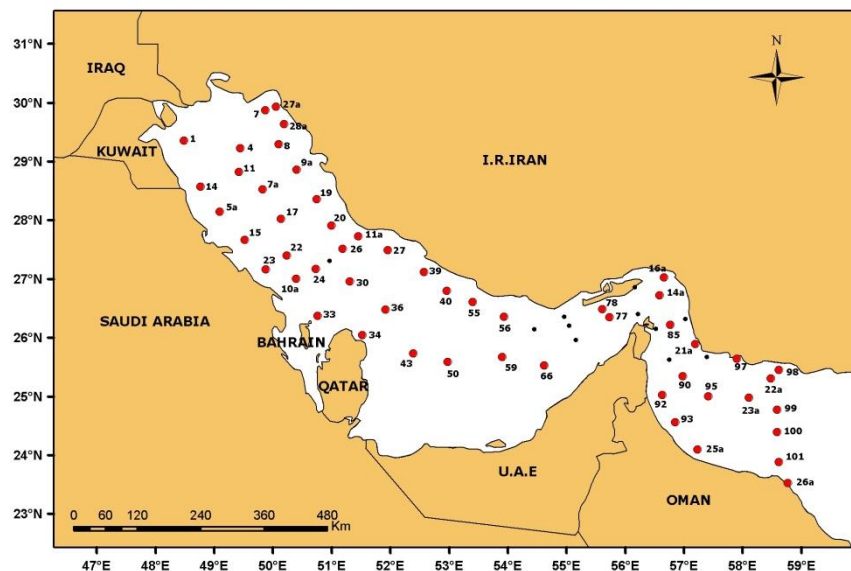 31°N
N
IRAQ
30°N
7
27a
28a
KUWAIT
1
4
8
29°N
I.R.IRAN
11
9a
14
7a
19
5a
28°N
17
20
11a
15
22
26
27
23
24
39
16a
27°N
10a
30
40
14a
55
78
33
36
56
77
85
SAUDI ARABIA
26°N
BAHRAIN
34
21a
43
50
59
66
97
98
QATAR
90
95
22a
25°N
92
23a
99
93
100
25a
24°N
101
U.A.E
26a
OMAN
23°N
0 60 120 240 360 480
Km
47°E 48°E 49°E 50°E 51°E 52°E 53°E 54°E 55°E 56°E 57°E 58°E 59°E